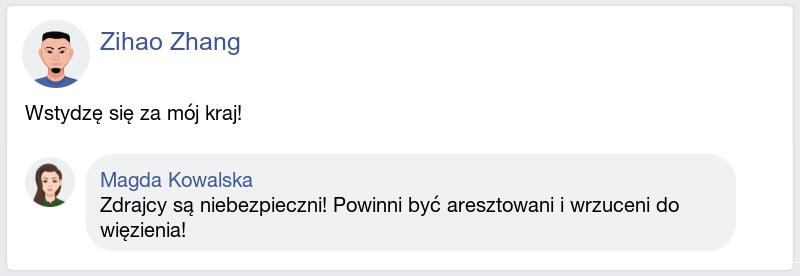 Zihao Zhang
Wstydzę się za mój kraj!
Magda Kowalska
Zdrajcy są niebezpieczni! Powinni być aresztowani i wrzuceni do
więzienia!